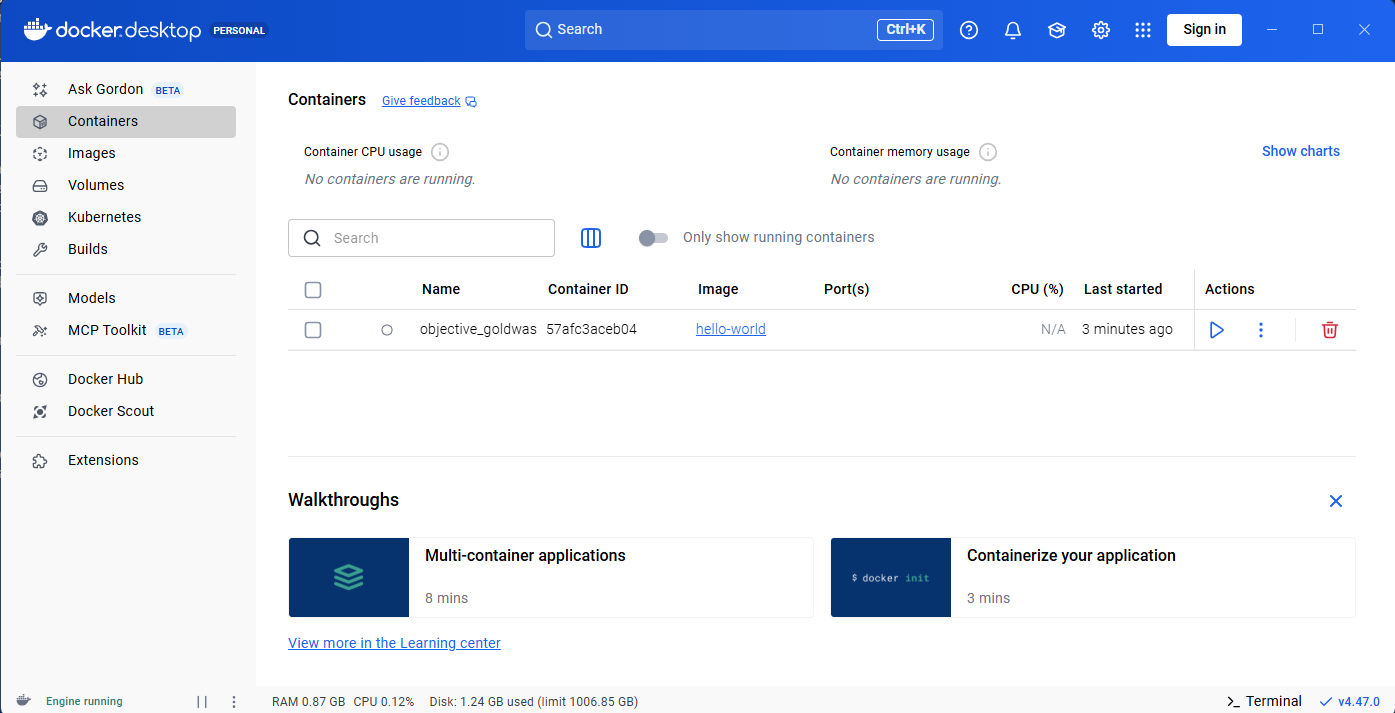 docker.desktop PERSONAL Search Ctrl+K Sign in
Ask Gordon BETA
Containers
Images
Volumes
Kubernetes
Builds
Models
MCP Toolkit BETA
Docker Hub
Docker Scout
Extensions
Containers Give feedback
Container CPU usage Container memory usage Show charts
No containers are running. No containers are running.
Search Only show running containers
Name Container ID Image Port(s) CPU (%) Last started Actions
objective_goldwas 57afc3aceb04 hello-world N/A 3 minutes ago
Walkthroughs
Multi-container applications
8 mins
$ docker init
Containerize your application
3 mins
View more in the Learning center
Engine running RAM 0.87 GB CPU 0.12% Disk: 1.24 GB used (limit 1006.85 GB) >_ Terminal v4.47.0